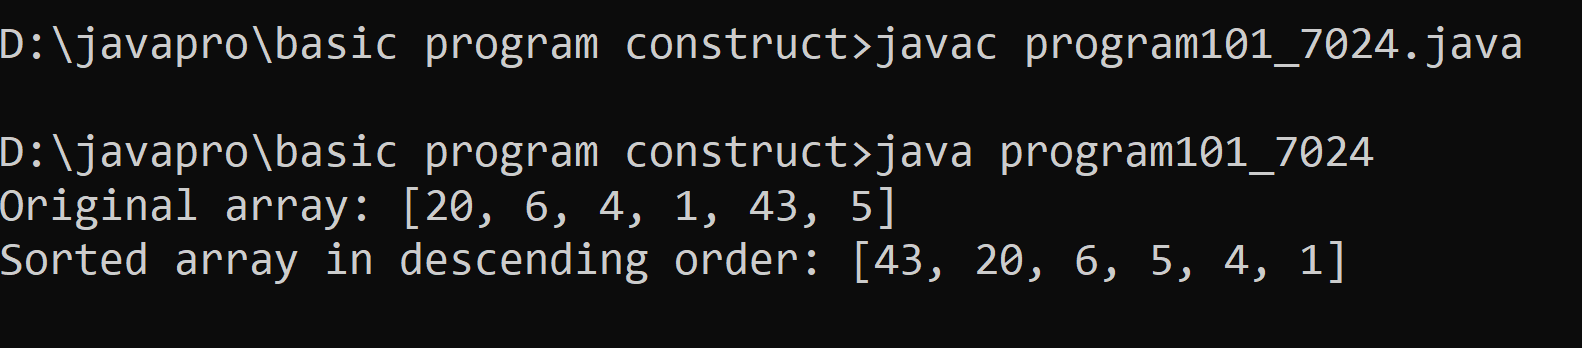 D:\javapro\basic program construct>javac program101_7024.java
D:\javapro\basic program construct>java program101_7024
Original array: [20, 6, 4, 1, 43, 5]
Sorted array in descending order: [43, 20, 6, 5, 4, 1]